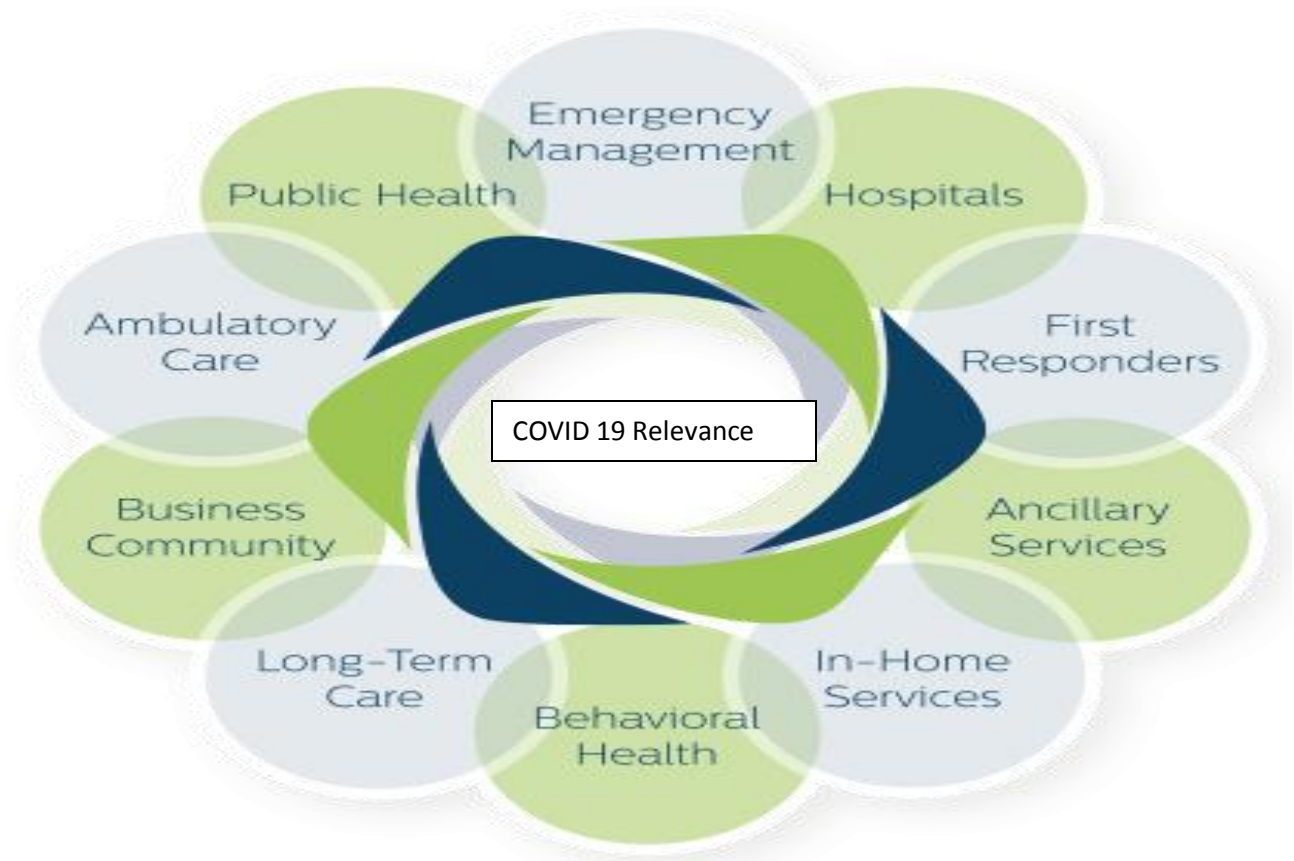 Emergency
Management
Public Health
Hospitals
Ambulatory
Care
First
Responders
COVID 19 Relevance
Business
Community
Ancillary
Services
Long-Term
Care
In-Home
Services
Behavioral
Health